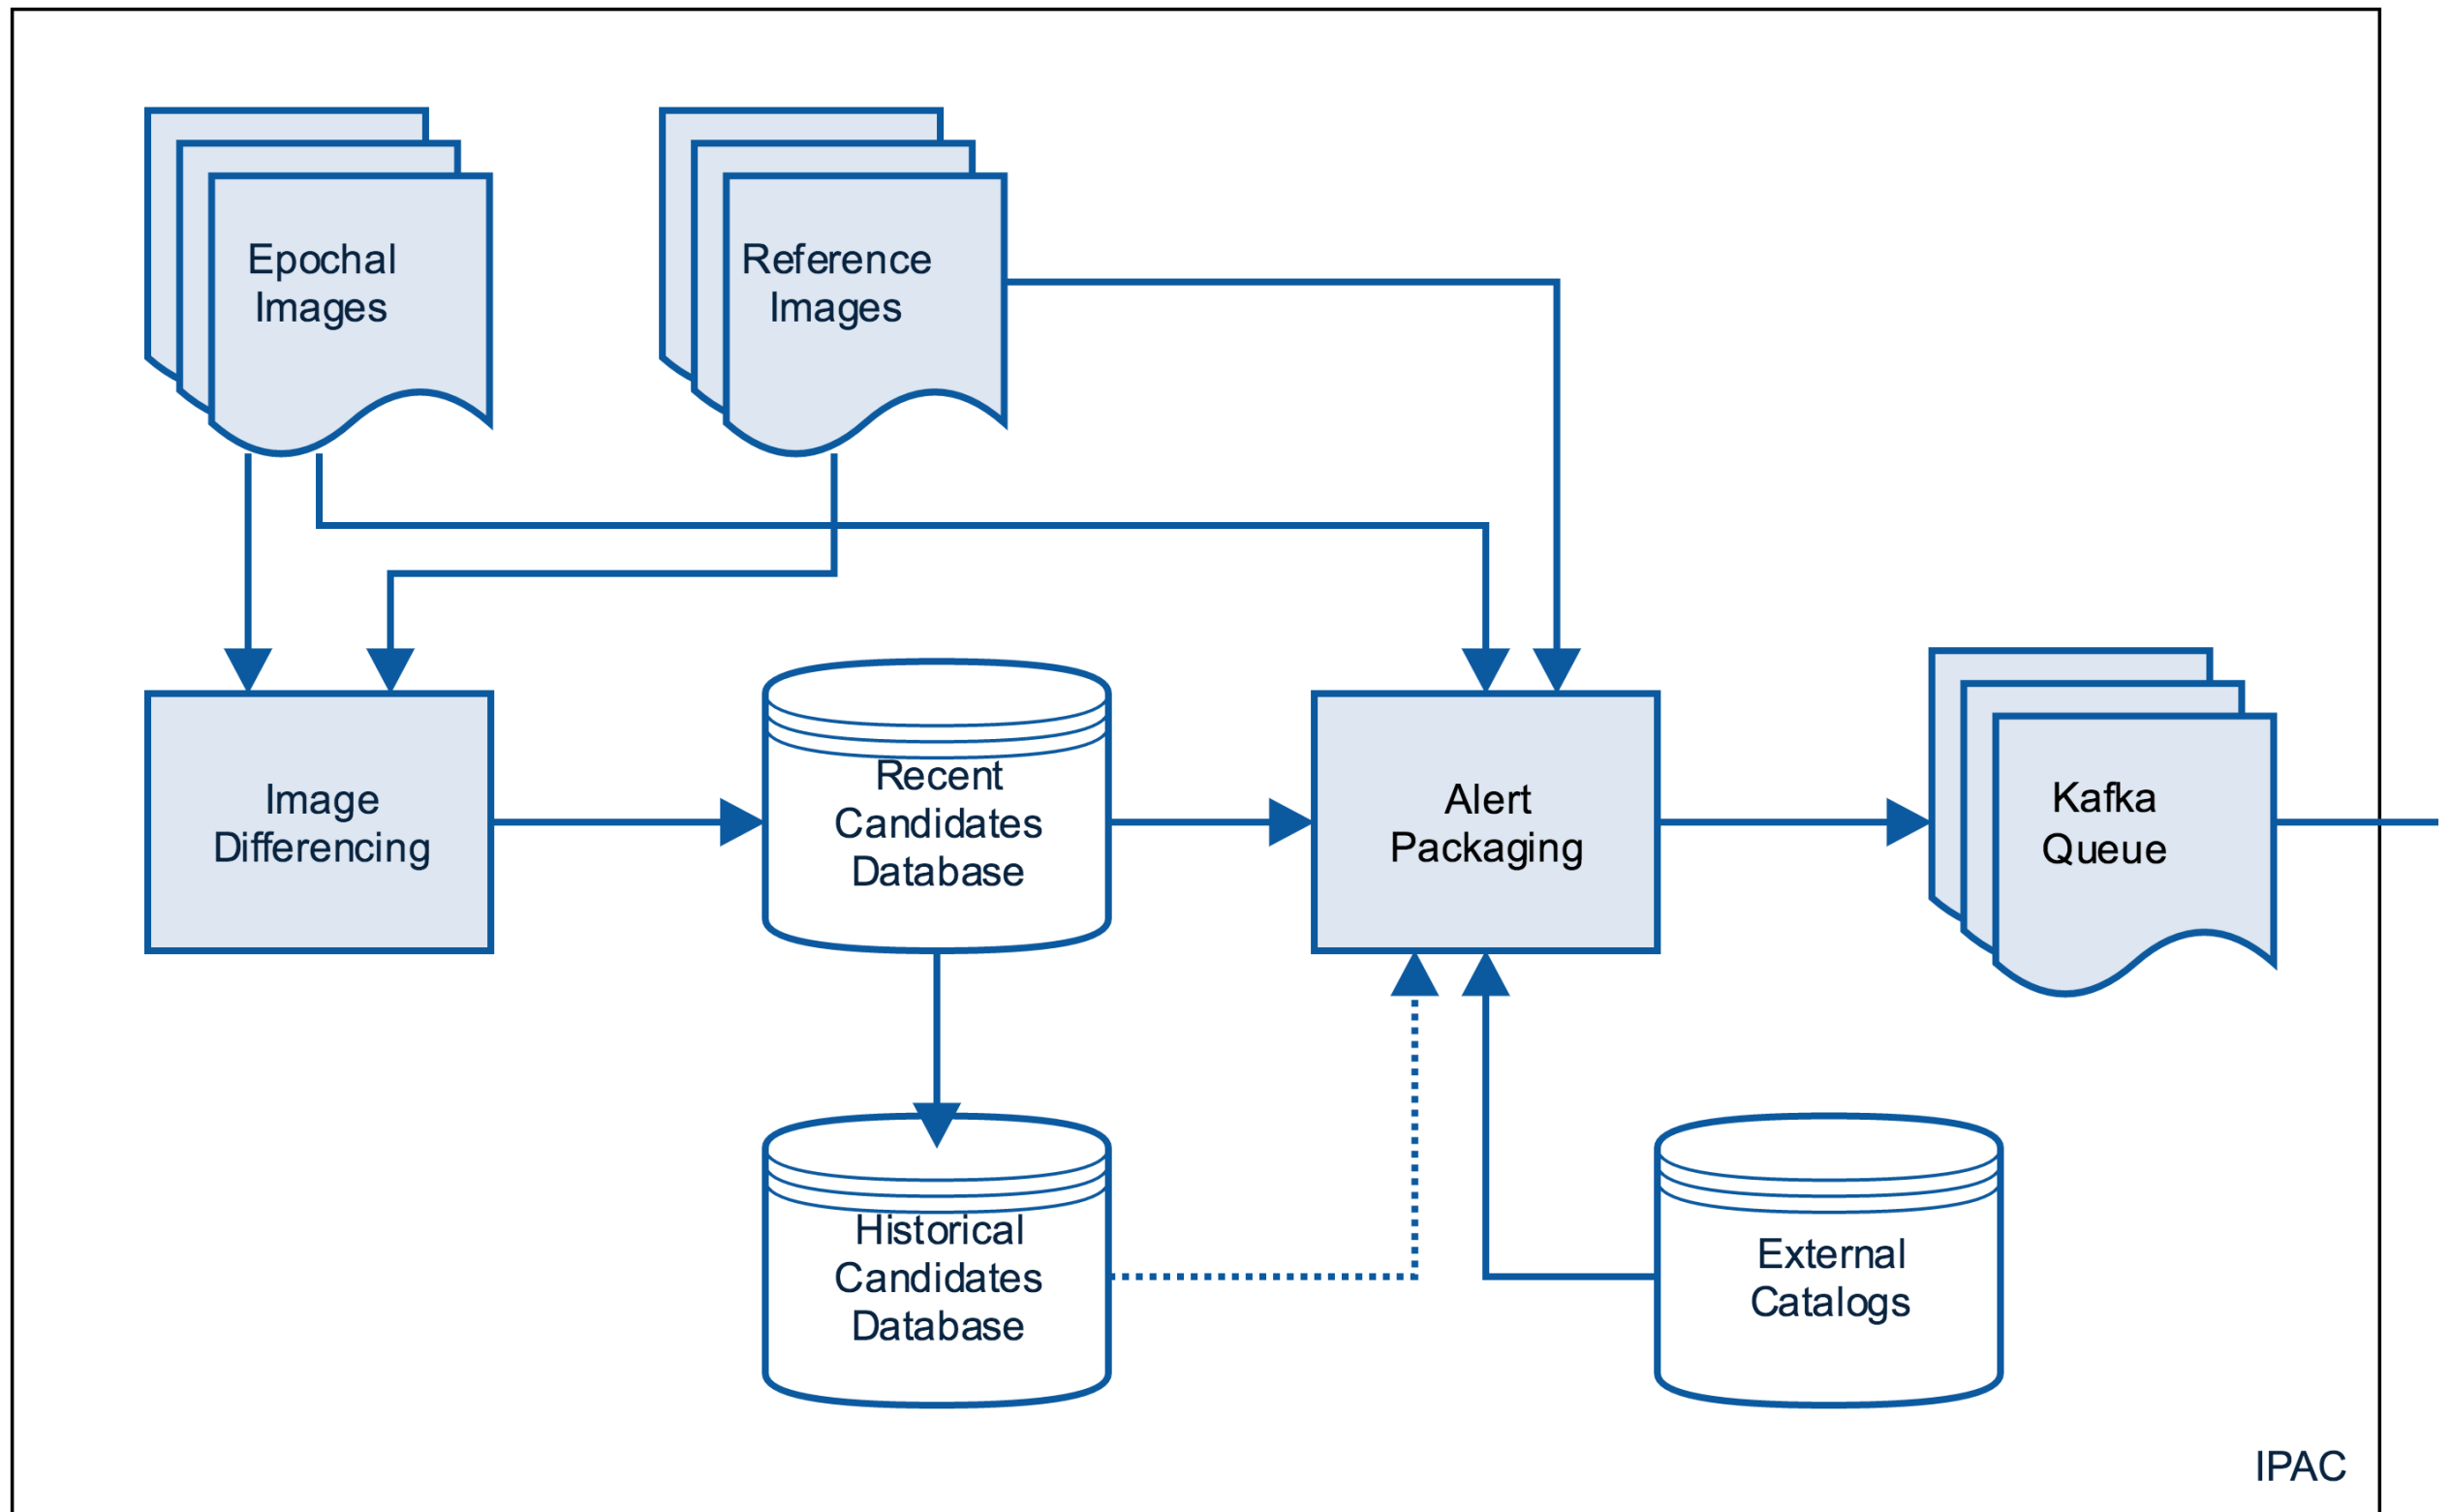 Epochal
Images
Reference
Images
Image
Differencing
Recent
Candidates
Database
Alert
Packaging
Kafka
Queue
Historical
Candidates
Database
External
Catalogs
IPAC